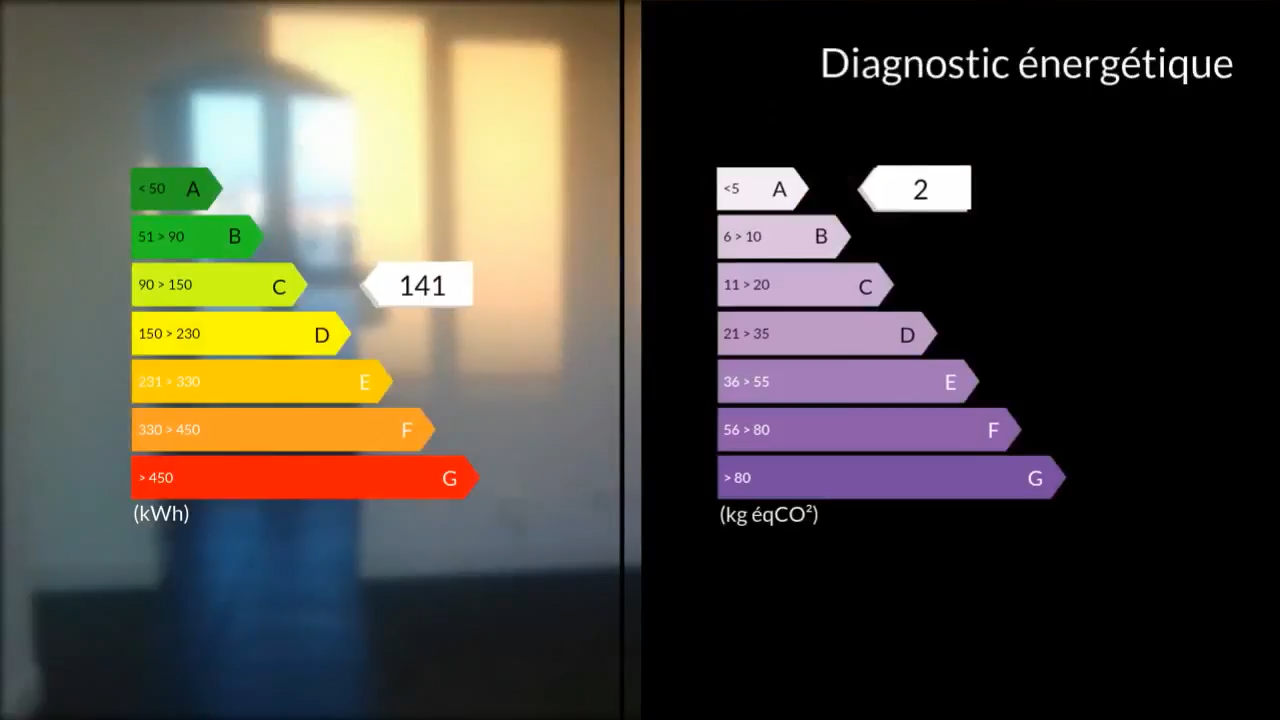 Diagnostic énergétique
< 50 A
51 > 90 B
90 > 150 C
141
150 > 230 D
231 > 330 E
330 > 450 F
> 450 G
(kWh)
<5 A
2
6 > 10 B
11 > 20 C
21 > 35 D
36 > 55 E
56 > 80 F
> 80 G
(kg éqCO²)